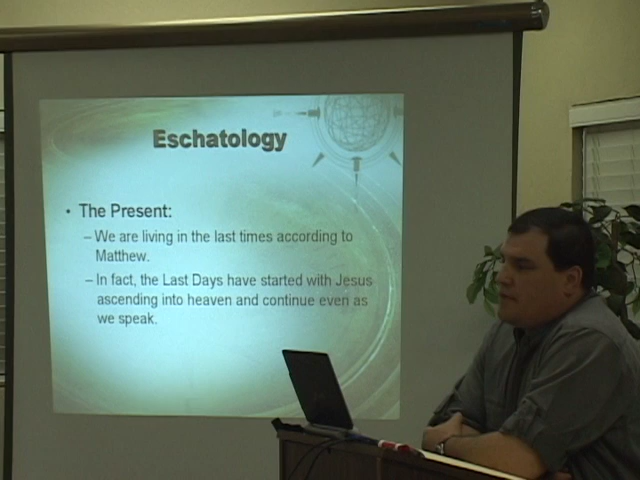 Eschatology
• The Present:
– We are living in the last times according to
Matthew.
– In fact, the Last Days have started with Jesus
ascending into heaven and continue even as
we speak.